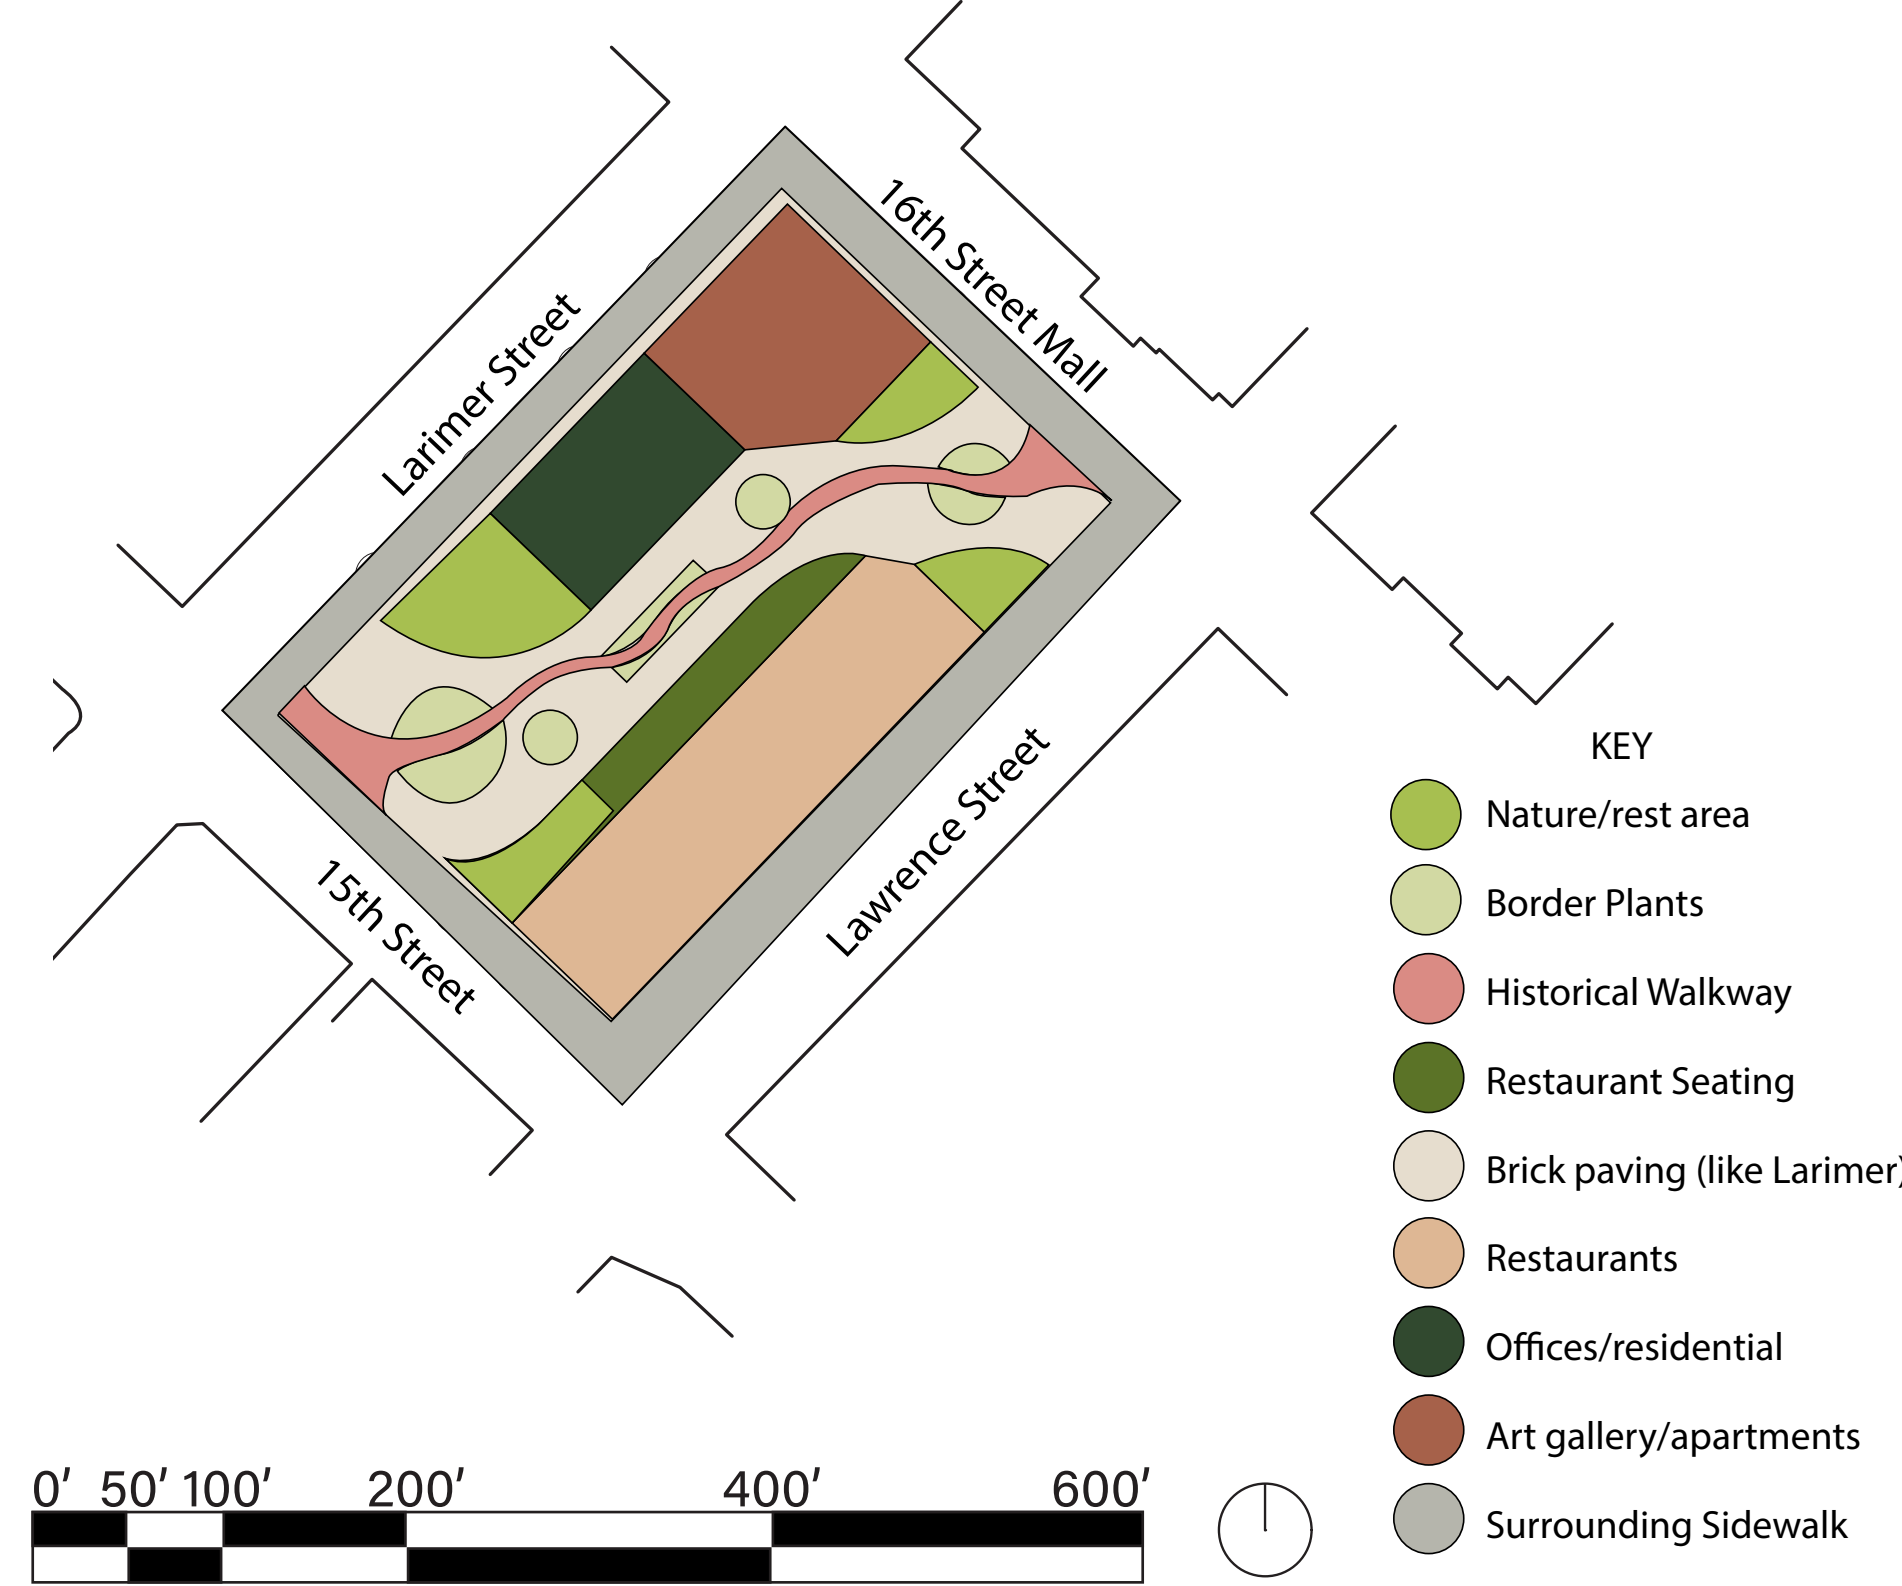 16th Street Mall
Larimer Street
Lawrence Street
15th Street
KEY
Nature/rest area
Border Plants
Historical Walkway
Restaurant Seating
Brick paving (like Larimer)
Restaurants
Offices/residential
Art gallery/apartments
Surrounding Sidewalk
0' 50' 100' 200' 400' 600'